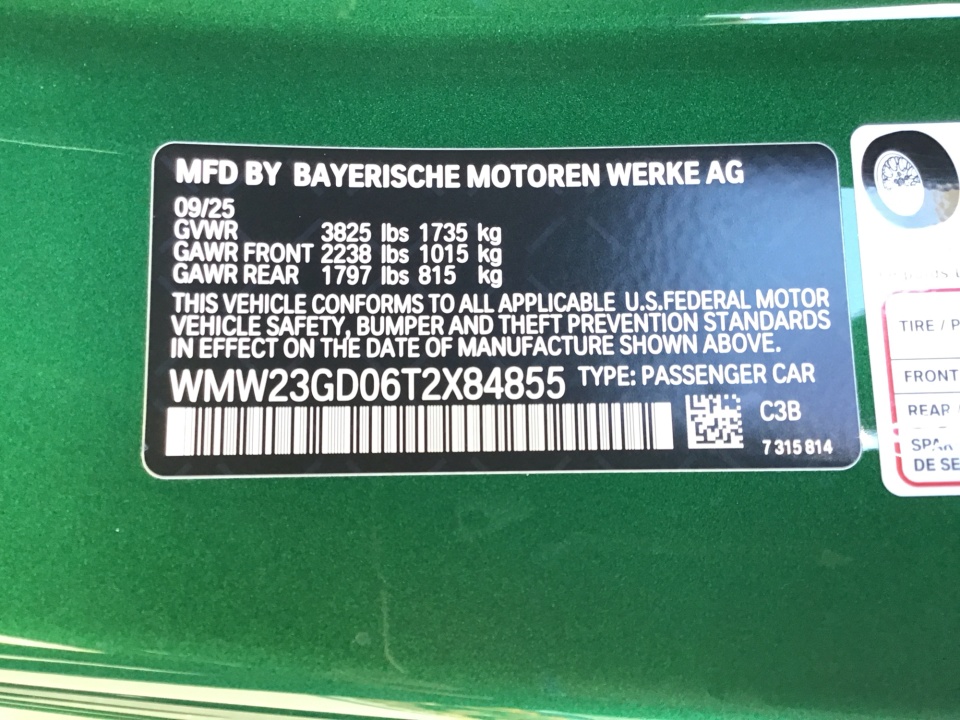 MFD BY BAYERISCHE MOTOREN WERKE AG
09/25
GVWR 3825 lbs 1735 kg
GAWR FRONT 2238 lbs 1015 kg
GAWR REAR 1797 lbs 815 kg
THIS VEHICLE CONFORMS TO ALL APPLICABLE U.S.FEDERAL MOTOR
VEHICLE SAFETY, BUMPER AND THEFT PREVENTION STANDARDS
IN EFFECT ON THE DATE OF MANUFACTURE SHOWN ABOVE.
WMW23GD06T2X84855 TYPE: PASSENGER CAR
C3B
7 315 814
TIRE /
FRONT
REAR
DE